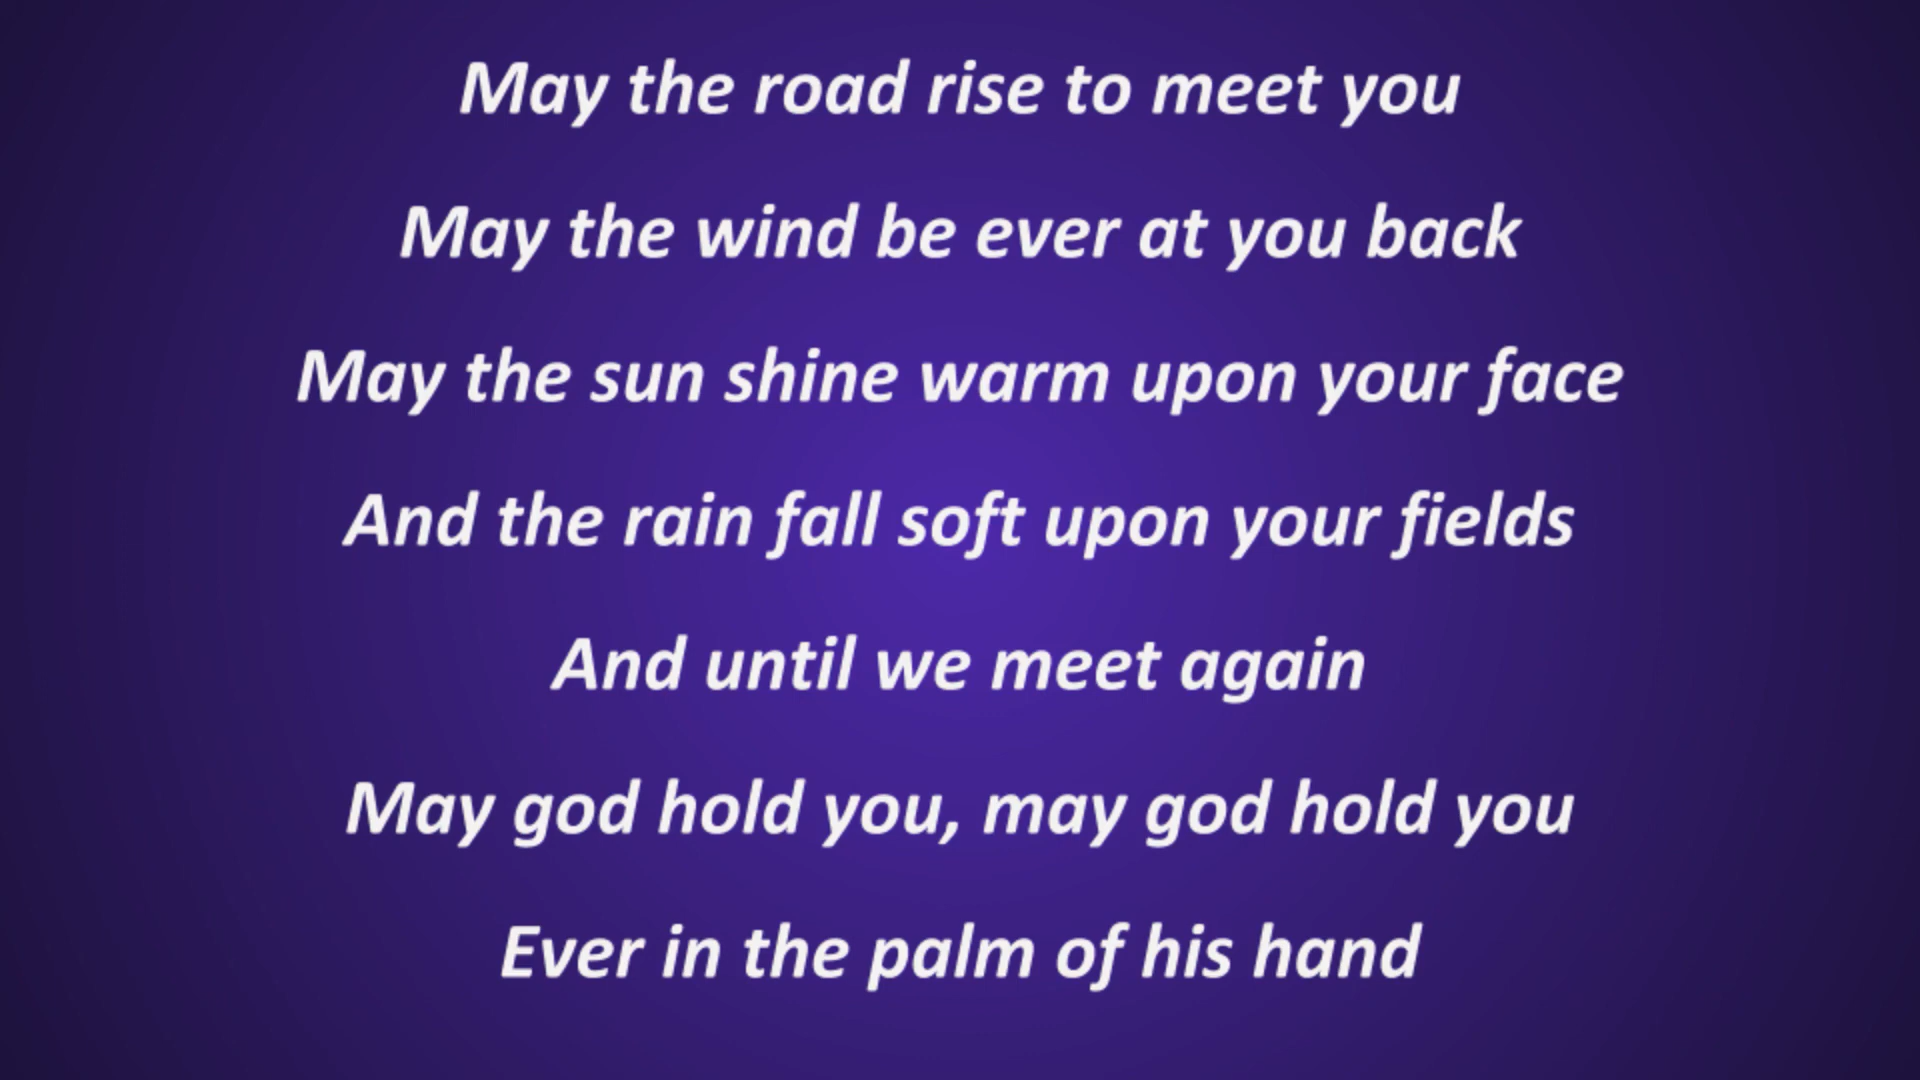 May the road rise to meet you
May the wind be ever at you back
May the sun shine warm upon your face
And the rain fall soft upon your fields
And until we meet again
May god hold you, may god hold you
Ever in the palm of his hand